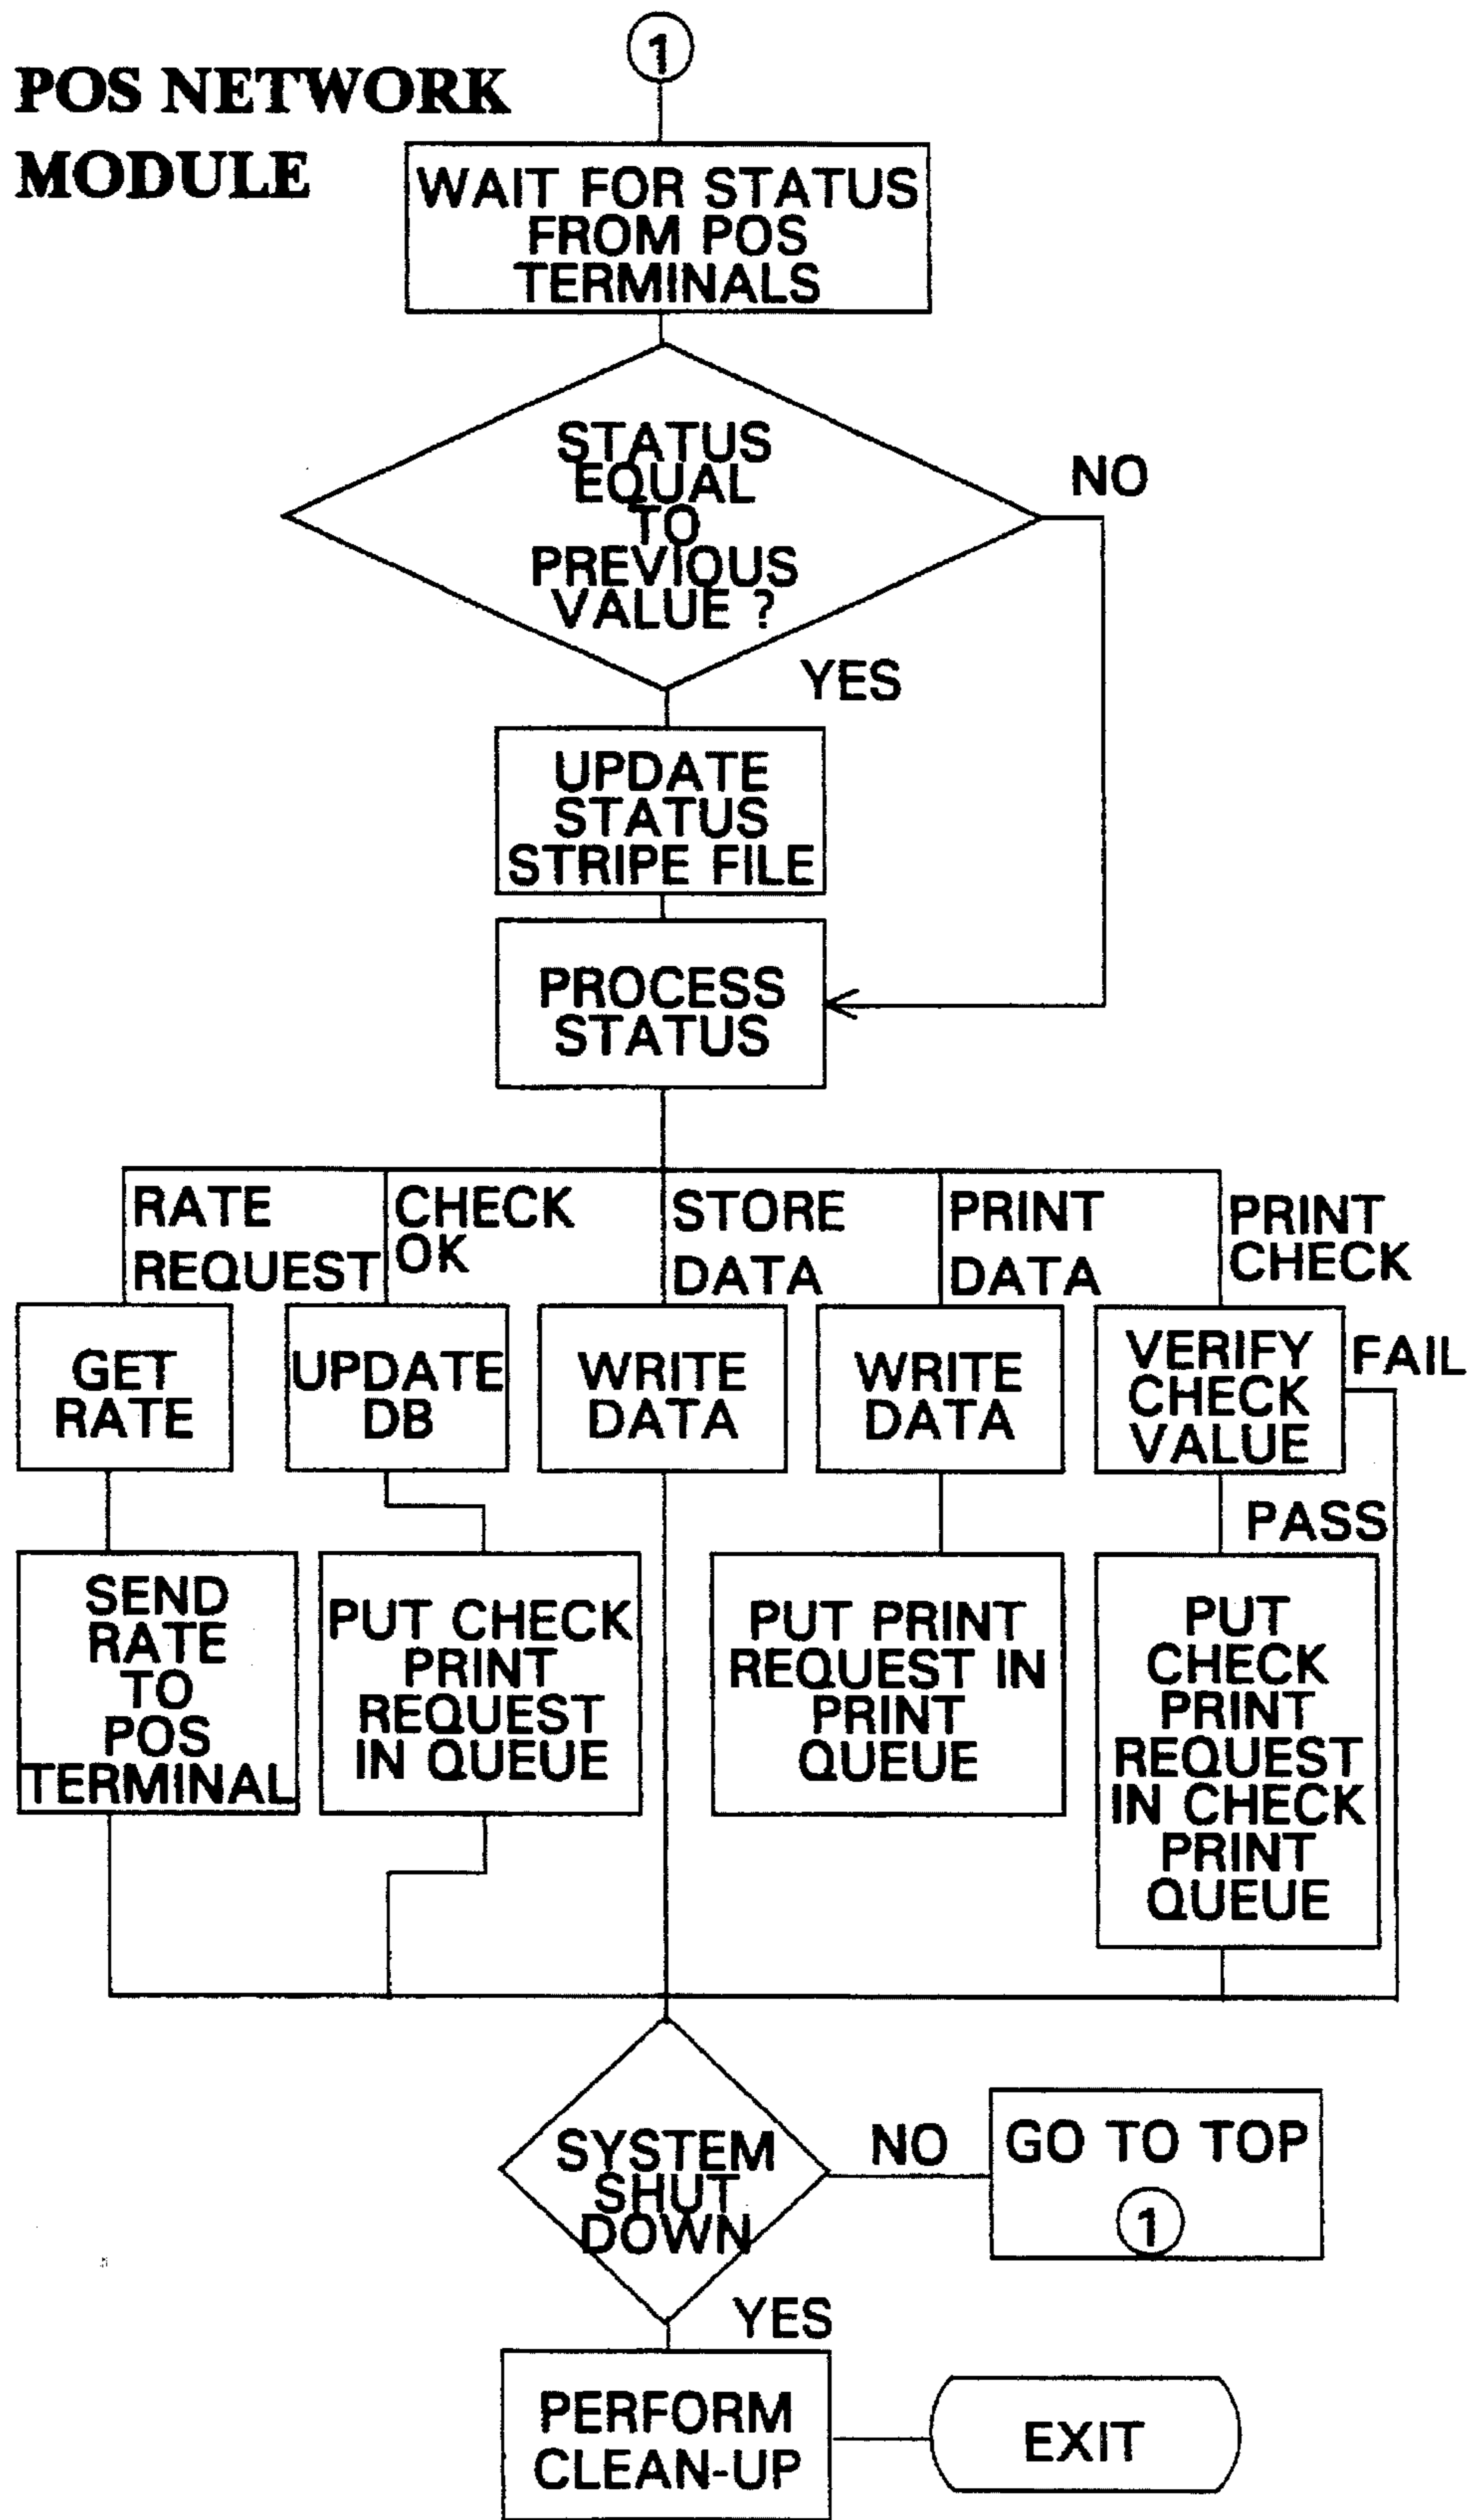 1
POS NETWORK
MODULE
WAIT FOR STATUS
FROM POS
TERMINALS
STATUS
EQUAL
TO
PREVIOUS
VALUE ?
NO
YES
UPDATE
STATUS
STRIPE FILE
PROCESS
STATUS
RATE
REQUEST
CHECK
OK
STORE
DATA
PRINT
DATA
PRINT
CHECK
GET
RATE
UPDATE
DB
WRITE
DATA
WRITE
DATA
VERIFY
CHECK
VALUE
FAIL
PASS
SEND
RATE
TO
POS
TERMINAL
PUT CHECK
PRINT
REQUEST
IN QUEUE
PUT PRINT
REQUEST IN
PRINT
QUEUE
PUT
CHECK
PRINT
REQUEST
IN CHECK
PRINT
QUEUE
SYSTEM
SHUT
DOWN
NO
GO TO TOP
1
YES
PERFORM
CLEAN-UP
EXIT